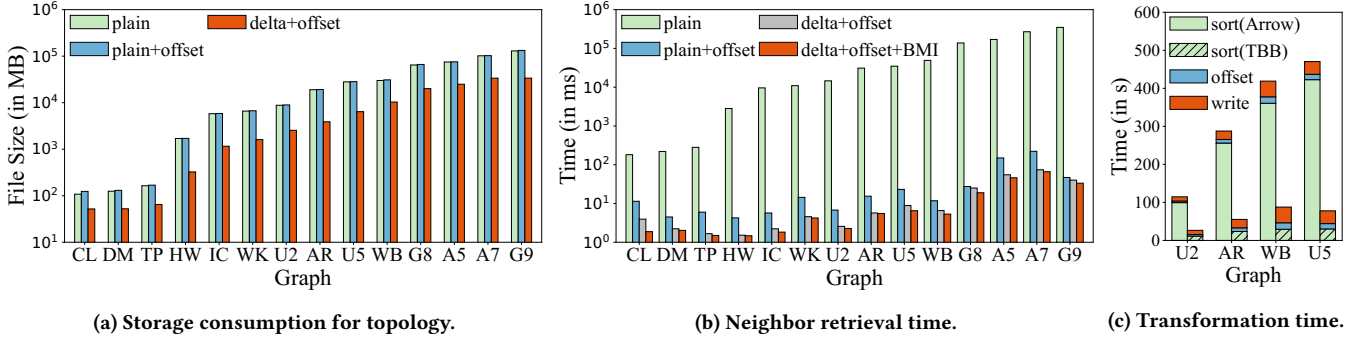 plain
delta+offset
plain+offset
File Size (in MB)
10⁶
10⁵
10⁴
10³
10²
10¹
CL DM TP HW IC WK U2 AR U5 WB G8 A5 A7 G9
Graph
(a) Storage consumption for topology.
plain
delta+offset
plain+offset
delta+offset+BMI
Time (in ms)
10⁶
10⁵
10⁴
10³
10²
10¹
10⁰
CL DM TP HW IC WK U2 AR U5 WB G8 A5 A7 G9
Graph
(b) Neighbor retrieval time.
sort(Arrow)
sort(TBB)
offset
write
Time (in s)
600
500
400
300
200
100
0
U2 AR WB U5
Graph
(c) Transformation time.